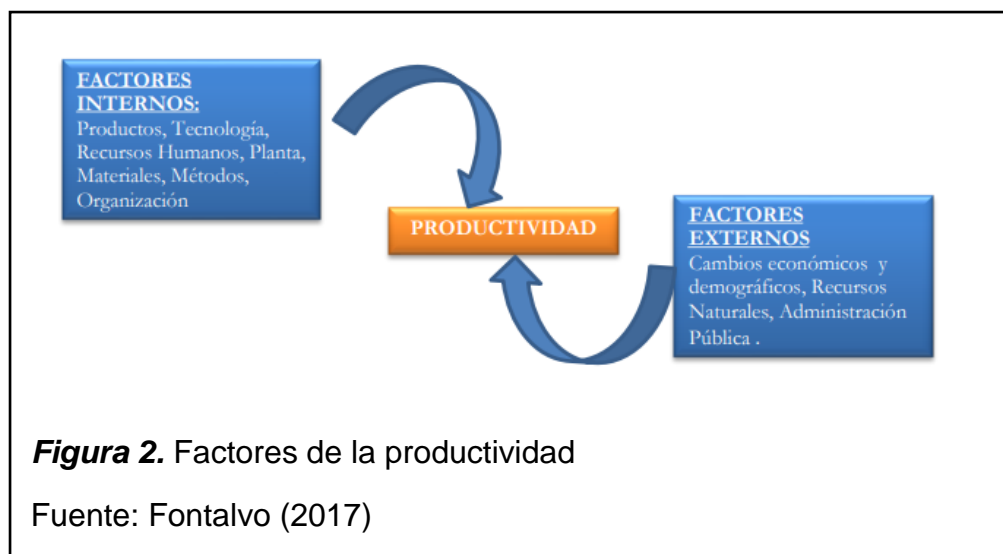 FACTORES
INTERNOS:
Productos, Tecnología,
Recursos Humanos, Planta,
Materiales, Métodos,
Organización
PRODUCTIVIDAD
FACTORES
EXTERNOS
Cambios económicos y
demográficos, Recursos
Naturales, Administración
Pública .
Figura 2. Factores de la productividad
Fuente: Fontalvo (2017)